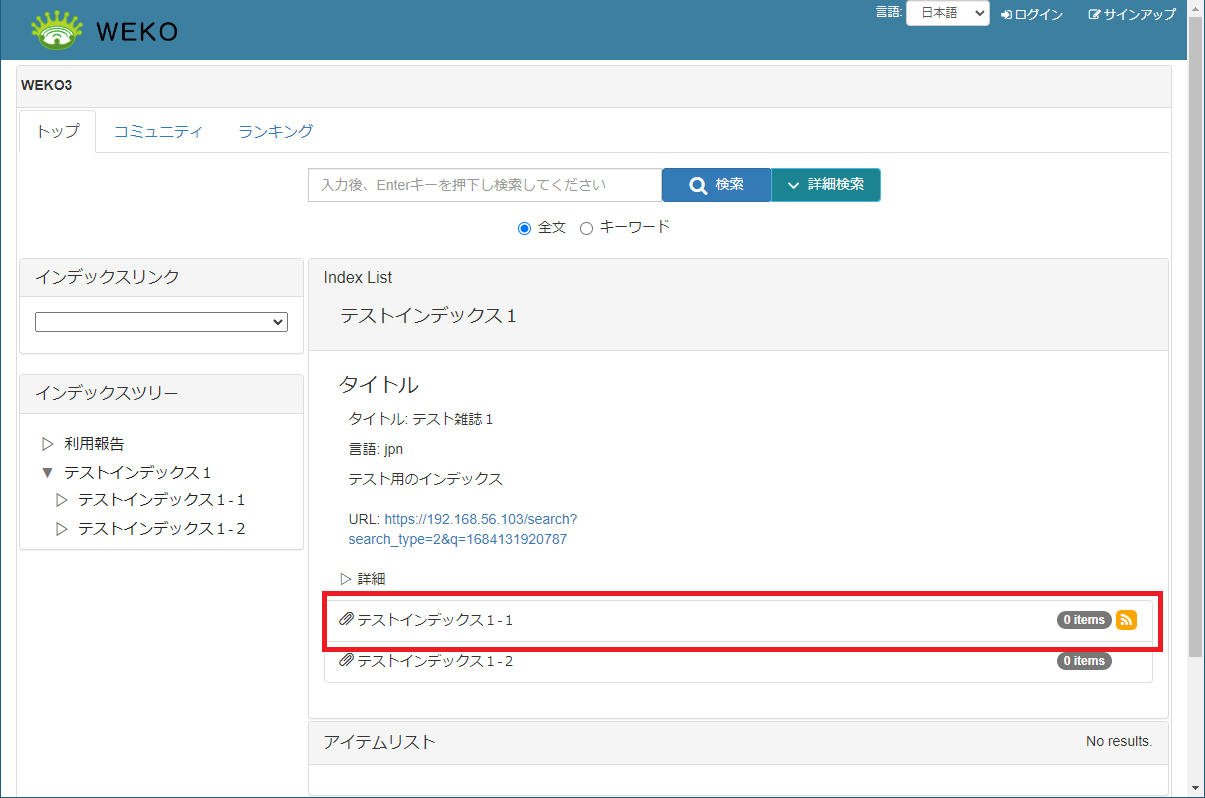 WEKO
言語: 日本語 ログイン サインアップ
WEKO3
トップ コミュニティ ランキング
入力後、Enterキーを押下し検索してください 検索 詳細検索
全文 キーワード
インデックスリンク
インデックスツリー
利用報告
テストインデックス１
テストインデックス１-１
テストインデックス１-２
Index List
テストインデックス１
タイトル
タイトル: テスト雑誌１
言語: jpn
テスト用のインデックス
URL: https://192.168.56.103/search?
search_type=2&q=1684131920787
詳細
テストインデックス１-１ 0 items
テストインデックス１-２ 0 items
アイテムリスト No results.